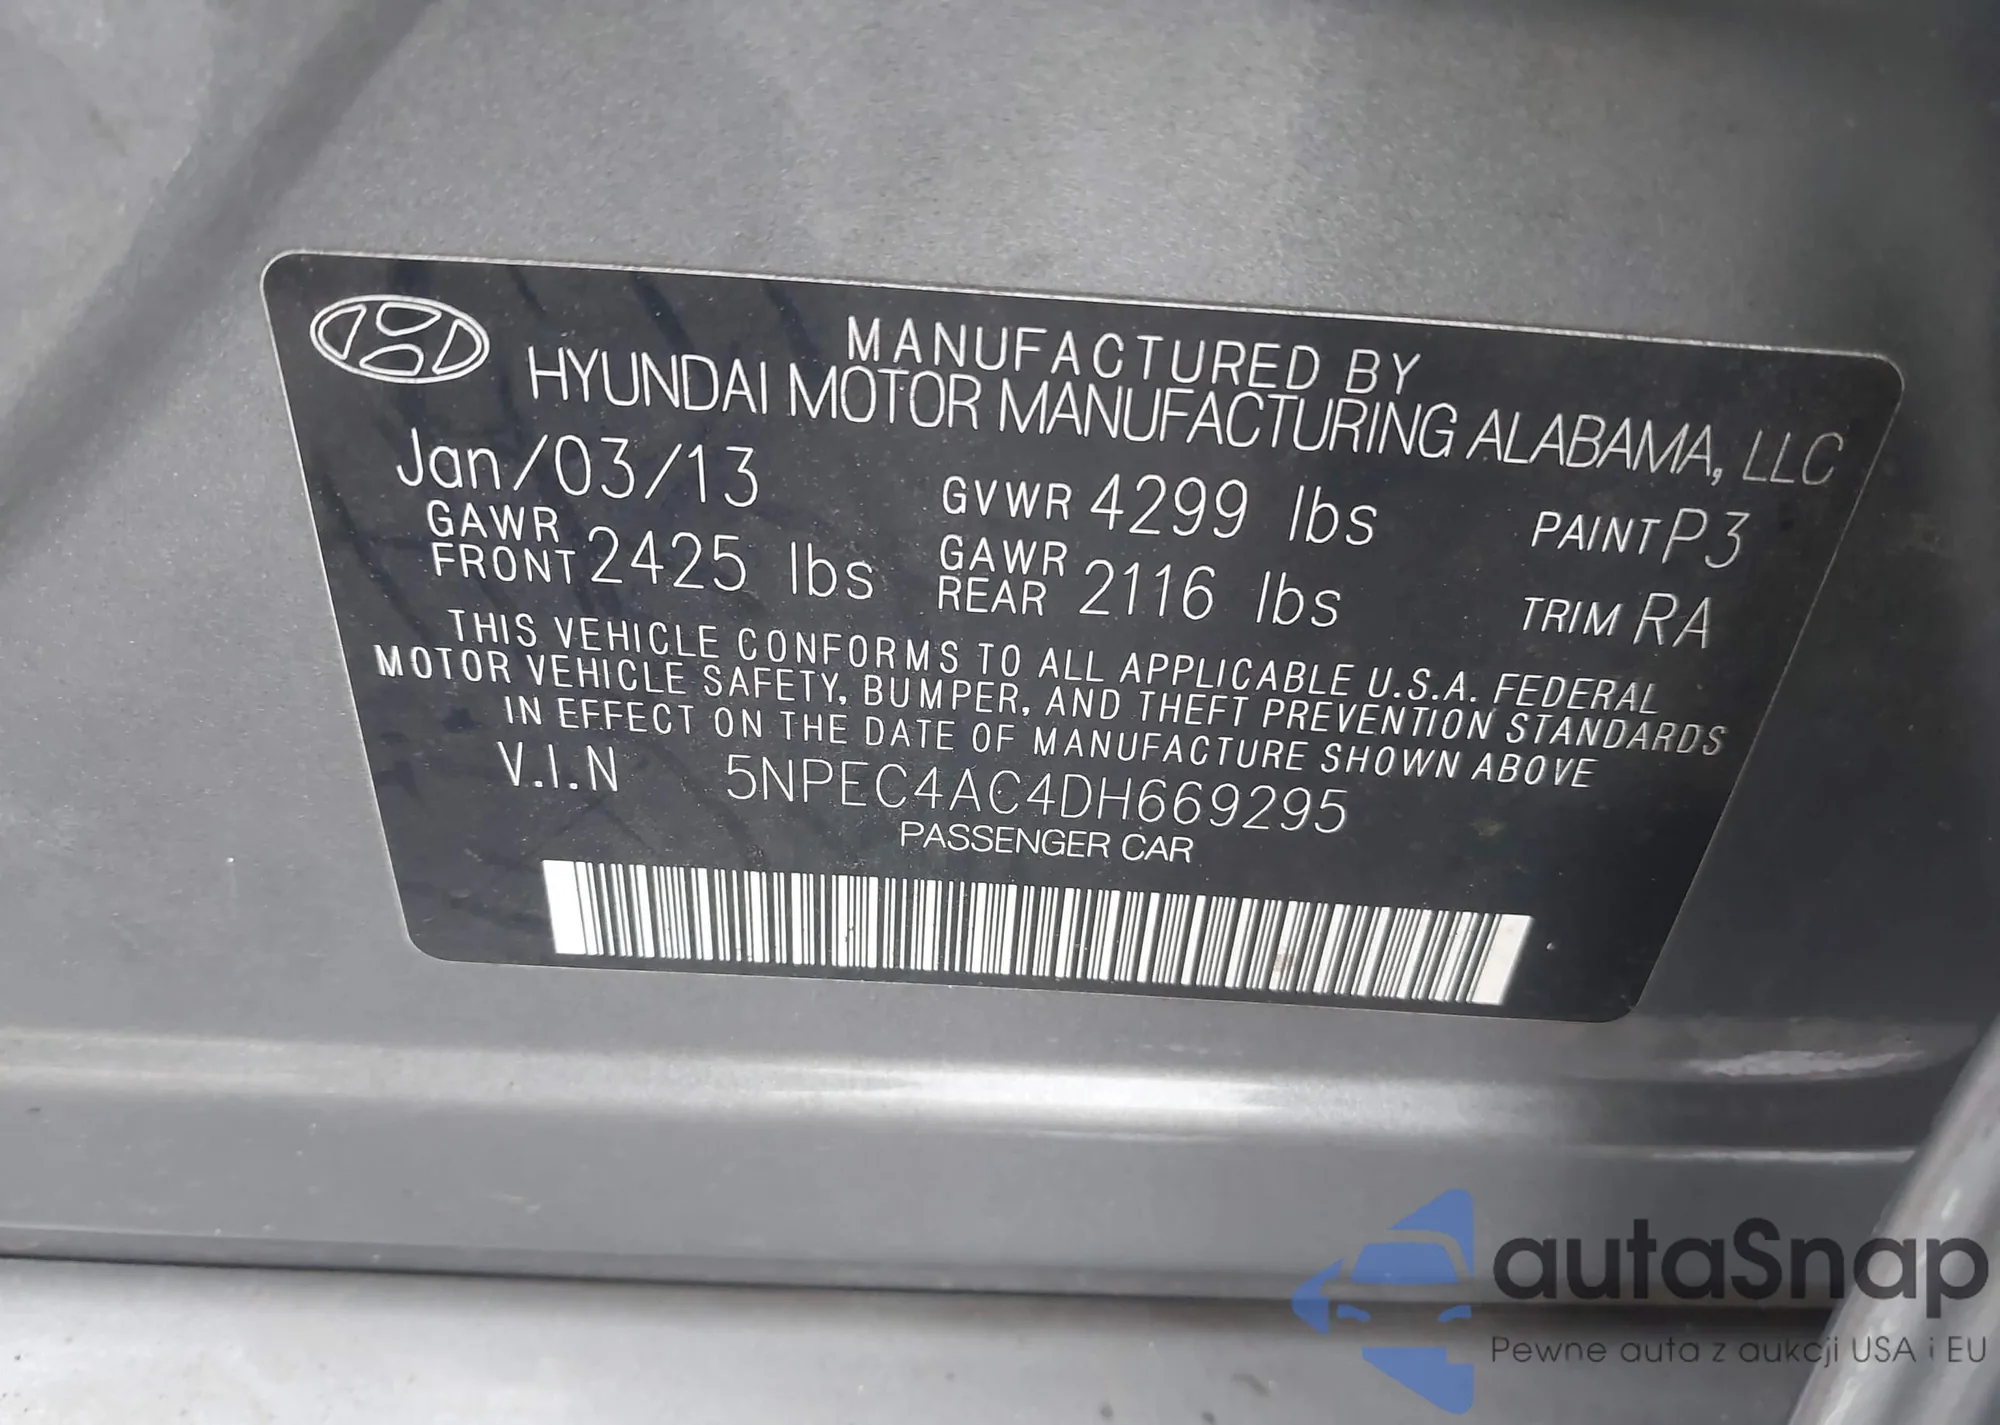 MANUFACTURED BY
HYUNDAI MOTOR MANUFACTURING ALABAMA, LLC
Jan/03/13 GVWR 4299 lbs PAINT P3
GAWR FRONT 2425 lbs GAWR REAR 2116 lbs TRIM RA
THIS VEHICLE CONFORMS TO ALL APPLICABLE U.S.A. FEDERAL
MOTOR VEHICLE SAFETY, BUMPER, AND THEFT PREVENTION STANDARDS
IN EFFECT ON THE DATE OF MANUFACTURE SHOWN ABOVE
V.I.N 5NPEC4AC4DH669295
PASSENGER CAR
autaSnap
Pewne auta z aukcji USA i EU